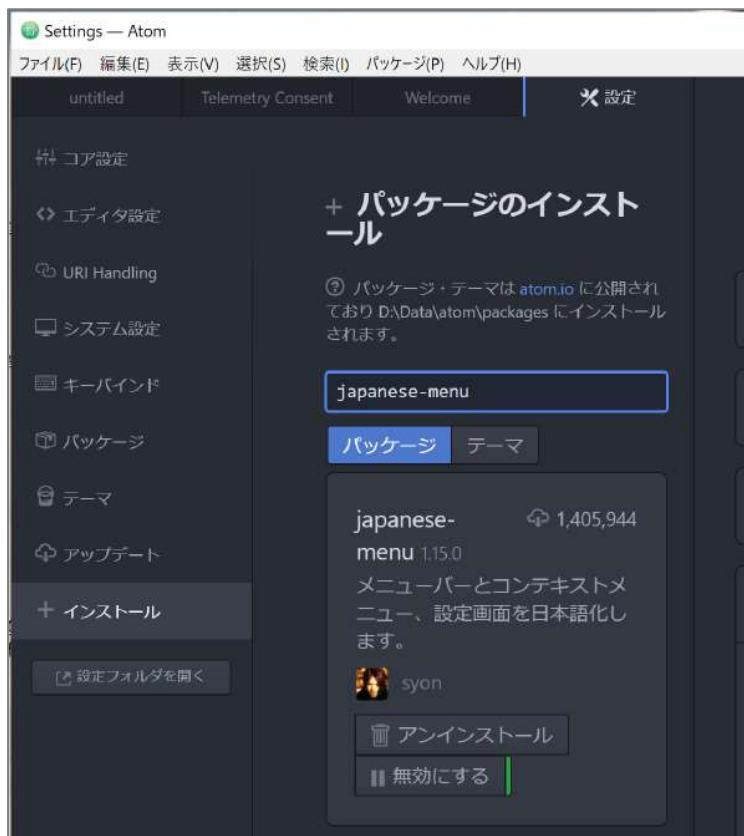 Settings — Atom
ファイル(F) 編集(E) 表示(V) 選択(S) 検索(I) パッケージ(P) ヘルプ(H)
untitled Telemetry Consent Welcome 設定
コア設定
エディタ設定
URI Handling
システム設定
キーバインド
パッケージ
テーマ
アップデート
+ インストール
設定フォルダを開く
+ パッケージのインスト
ール
パッケージ・テーマは atom.io に公開され
ており D:\Data\atom\packages にインストール
されます。
japanese-menu
パッケージ テーマ
japanese- 1,405,944
menu 1.15.0
メニューバーとコンテキストメ
ニュー、設定画面を日本語化し
ます。
syon
アンインストール
無効にする